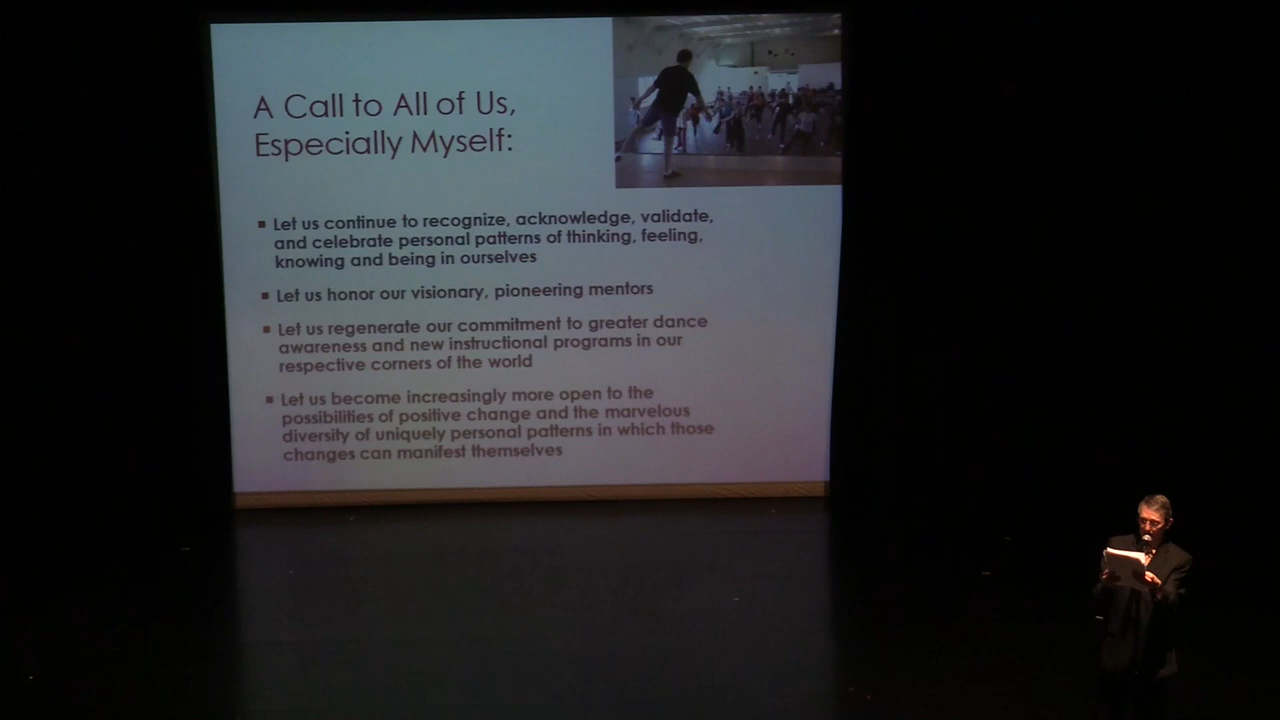 A Call to All of Us,
Especially Myself:
Let us continue to recognize, acknowledge, validate,
and celebrate personal patterns of thinking, feeling,
knowing and being in ourselves
Let us honor our visionary, pioneering mentors
Let us regenerate our commitment to greater dance
awareness and new instructional programs in our
respective corners of the world
Let us become increasingly more open to the
possibilities of positive change and the marvelous
diversity of uniquely personal patterns in which those
changes can manifest themselves